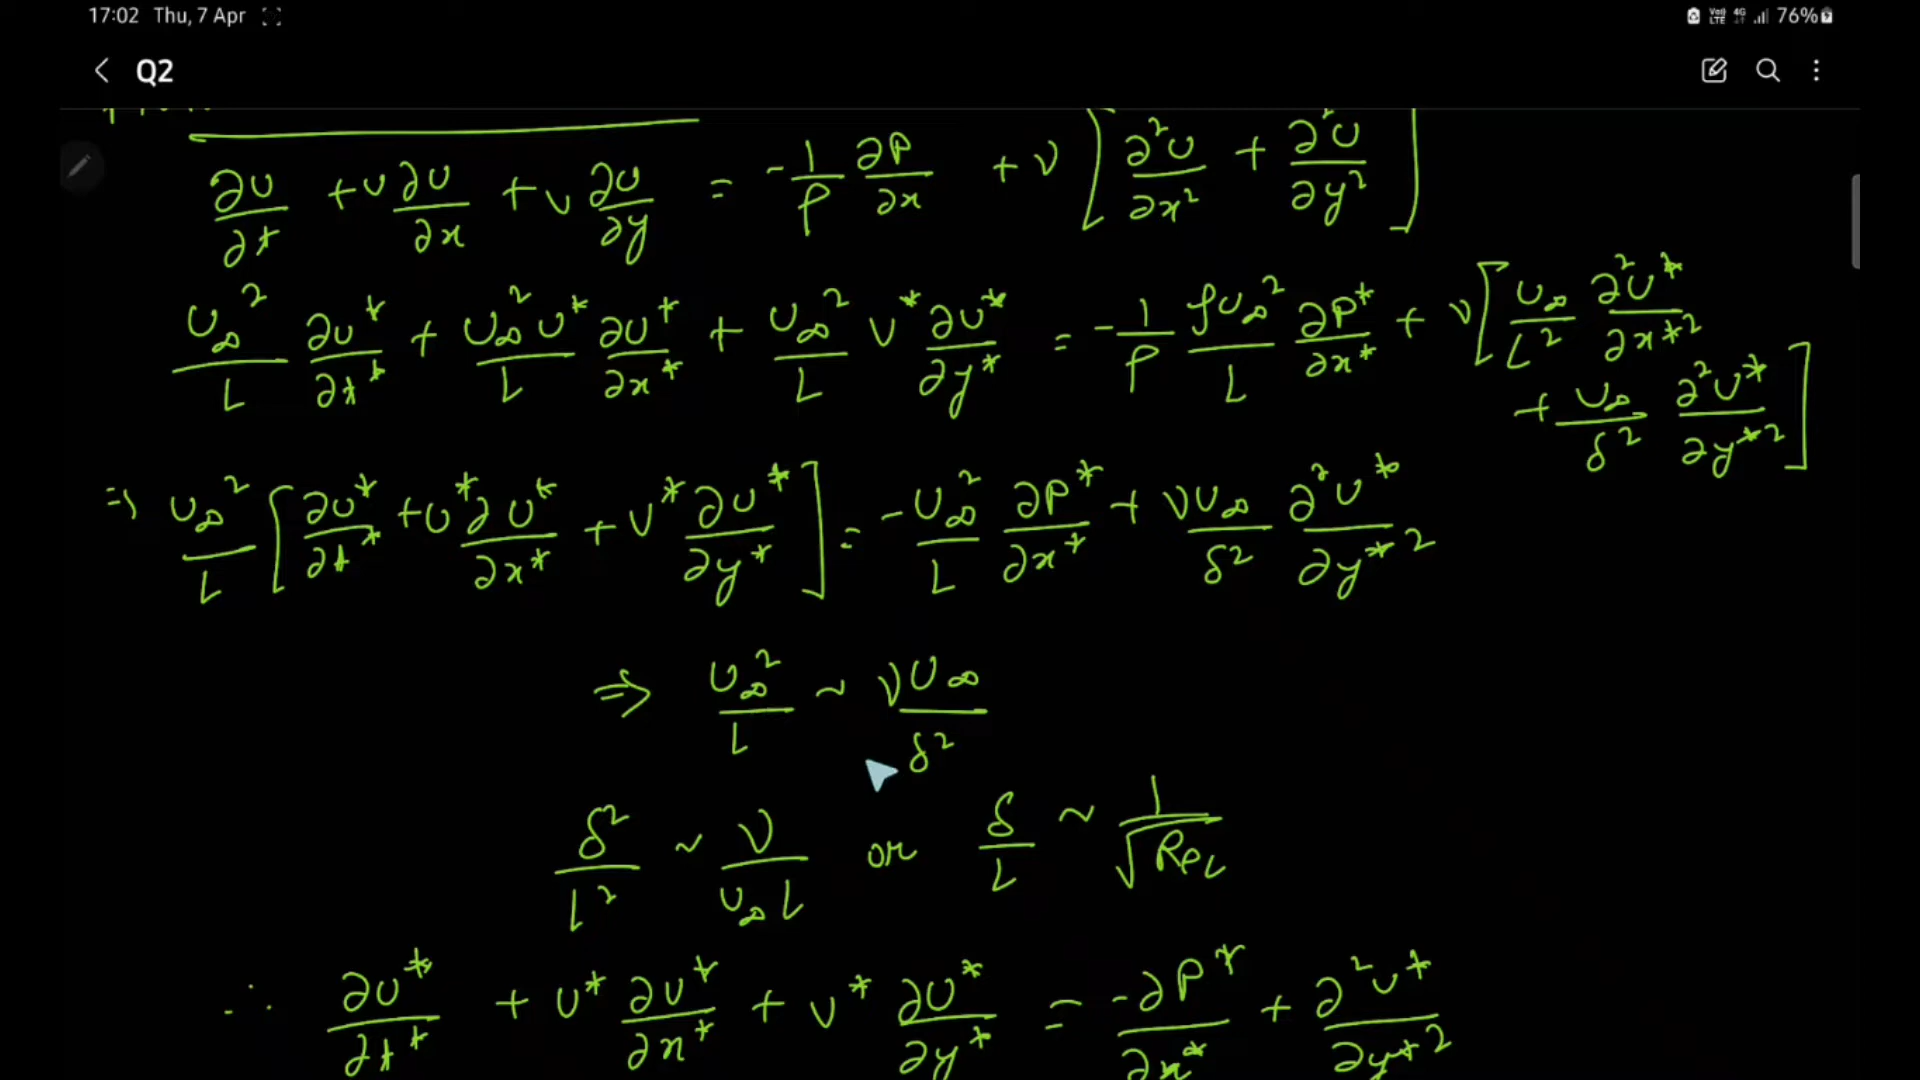 17:02 Thu, 7 Apr 76%
Q2
∂u/∂t + u ∂u/∂x + v ∂u/∂y = -1/ρ ∂P/∂x + ν [∂²u/∂x² + ∂²u/∂y²]
U∞²/L ∂u*/∂t* + U∞²u*/L ∂u*/∂x* + U∞²/L v* ∂u*/∂y* = -1/ρ ρU∞²/L ∂P*/∂x* + ν[U∞/L² ∂²u*/∂x*²
+ U∞/δ² ∂²u*/∂y*²]
⇒ U∞²/L [∂u*/∂t* + u* ∂u*/∂x* + v* ∂u*/∂y*] = -U∞²/L ∂P*/∂x* + νU∞/δ² ∂²u*/∂y*²
⇒ U∞²/L ~ νU∞/δ²
δ²/L² ~ ν/U∞L or δ/L ~ 1/√ReL
∴ ∂u*/∂t* + u* ∂u*/∂x* + v* ∂u*/∂y* = -∂P*/∂x* + ∂²u*/∂y*²